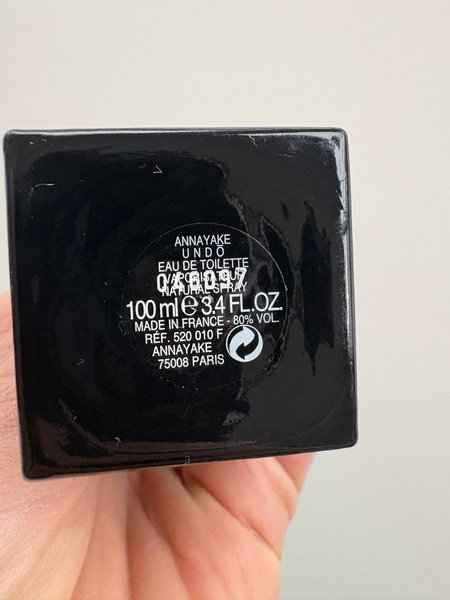 ANNAYAKE
UNDŌ
EAU DE TOILETTE
NATURAL SPRAY
100 ml ℮ 3.4 FL.OZ.
MADE IN FRANCE - 80% VOL.
RÉF. 520 010 F
ANNAYAKE
75008 PARIS